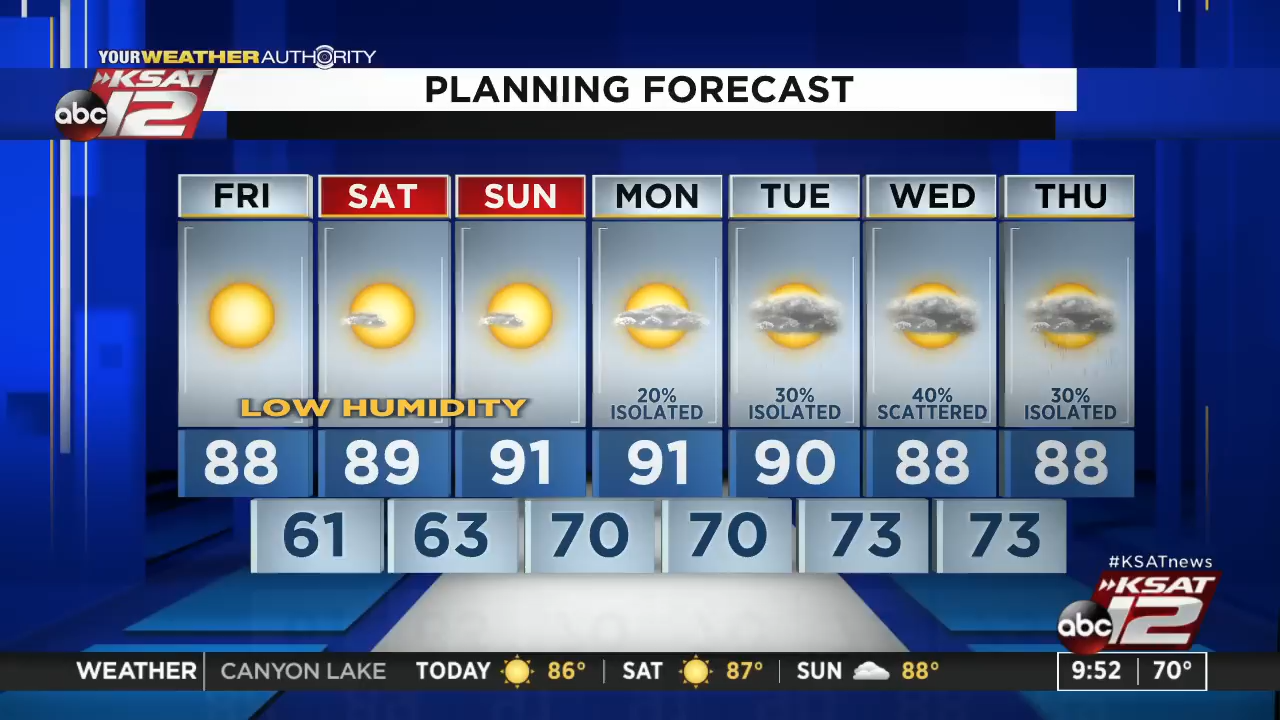 YOURWEATHERAUTHORITY
KSAT
abc 12
PLANNING FORECAST
FRI SAT SUN MON TUE WED THU
LOW HUMIDITY
20% 30% 40% 30%
ISOLATED ISOLATED SCATTERED ISOLATED
88 89 91 91 90 88 88
61 63 70 70 73 73
#KSATnews
KSAT
abc 12
WEATHER CANYON LAKE TODAY 86° SAT 87° SUN 88° 9:52 70°